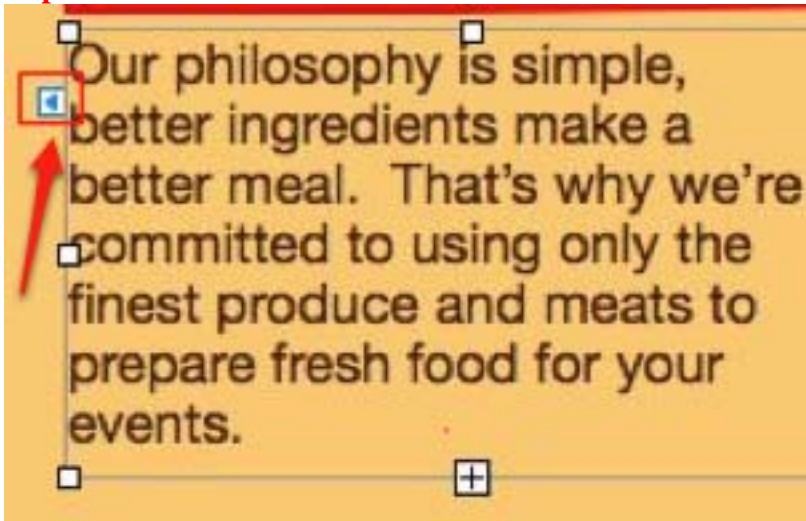 Our philosophy is simple,
better ingredients make a
better meal.  That's why we're
committed to using only the
finest produce and meats to
prepare fresh food for your
events.